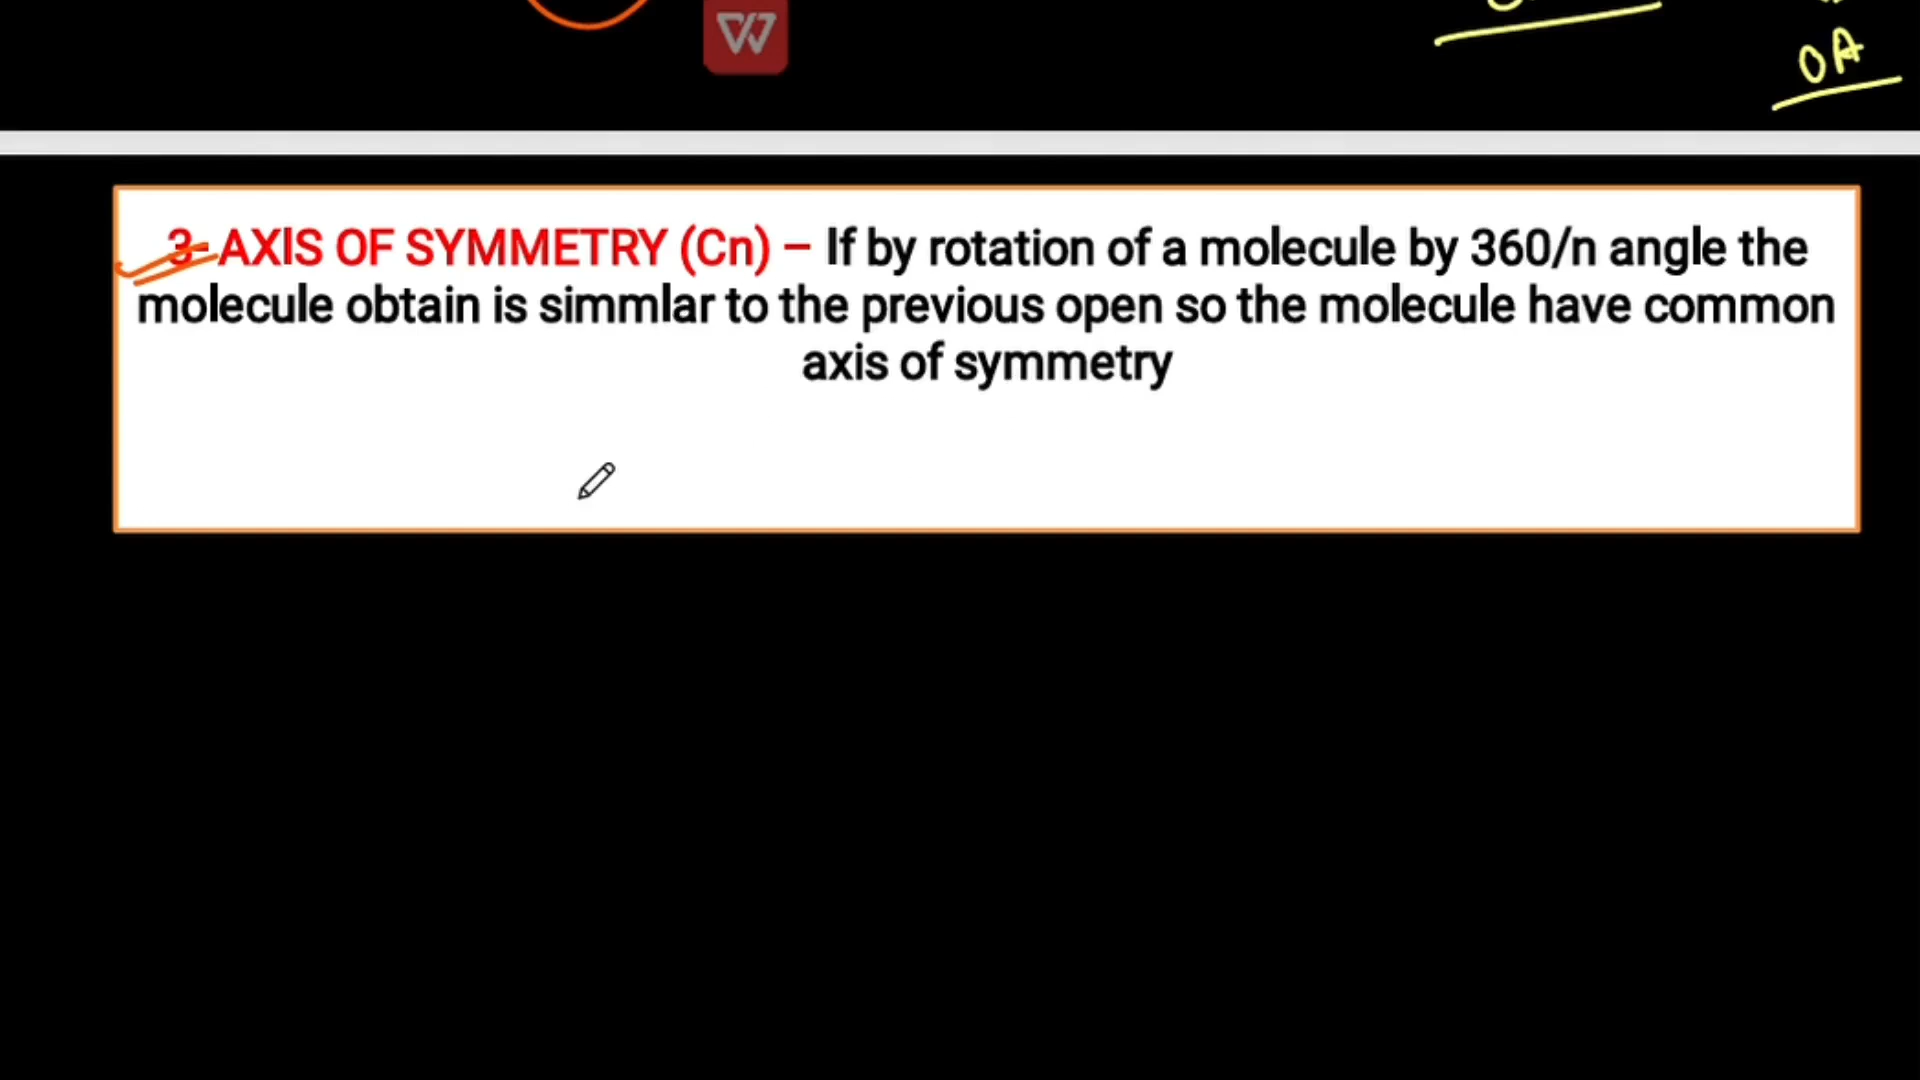 OA
3- AXIS OF SYMMETRY (Cn) – If by rotation of a molecule by 360/n angle the
molecule obtain is simmlar to the previous open so the molecule have common
axis of symmetry